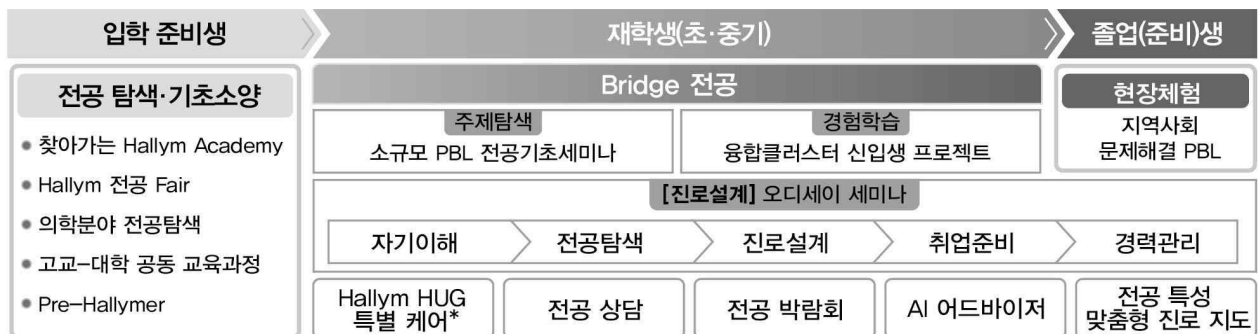 입학 준비생
재학생(초·중기)
졸업(준비)생
전공 탐색·기초소양
• 찾아가는 Hallym Academy
• Hallym 전공 Fair
• 의학분야 전공탐색
• 고교-대학 공동 교육과정
• Pre-Hallymer
Bridge 전공
주제탐색
소규모 PBL 전공기초세미나
경험학습
융합클러스터 신입생 프로젝트
현장체험
지역사회
문제해결 PBL
[진로설계] 오디세이 세미나
자기이해
전공탐색
진로설계
취업준비
경력관리
Hallym HUG
특별 케어*
전공 상담
전공 박람회
AI 어드바이저
전공 특성
맞춤형 진로 지도